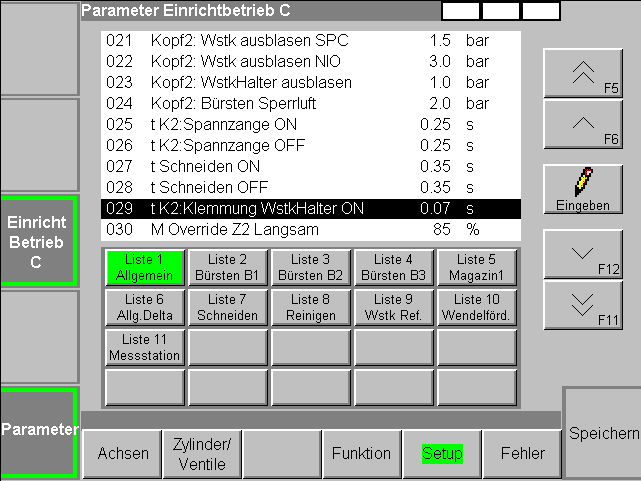 Parameter Einrichtbetrieb C
021 Kopf2: Wstk ausblasen SPC 1.5 bar
022 Kopf2: Wstk ausblasen NIO 3.0 bar
023 Kopf2: WstkHalter ausblasen 1.0 bar
024 Kopf2: Bürsten Sperrluft 2.0 bar
025 t K2:Spannzange ON 0.25 s
026 t K2:Spannzange OFF 0.25 s
027 t Schneiden ON 0.35 s
028 t Schneiden OFF 0.35 s
029 t K2:Klemmung WstkHalter ON 0.07 s
030 M Override Z2 Langsam 85 %
F5
F6
Eingeben
F12
F11
Einricht
Betrieb
C
Parameter
Liste 1
Allgemein
Liste 2
Bürsten B1
Liste 3
Bürsten B2
Liste 4
Bürsten B3
Liste 5
Magazin1
Liste 6
Allg.Delta
Liste 7
Schneiden
Liste 8
Reinigen
Liste 9
Wstk Ref.
Liste 10
Wendelförd.
Liste 11
Messstation
Achsen
Zylinder/
Ventile
Funktion
Setup
Fehler
Speichern